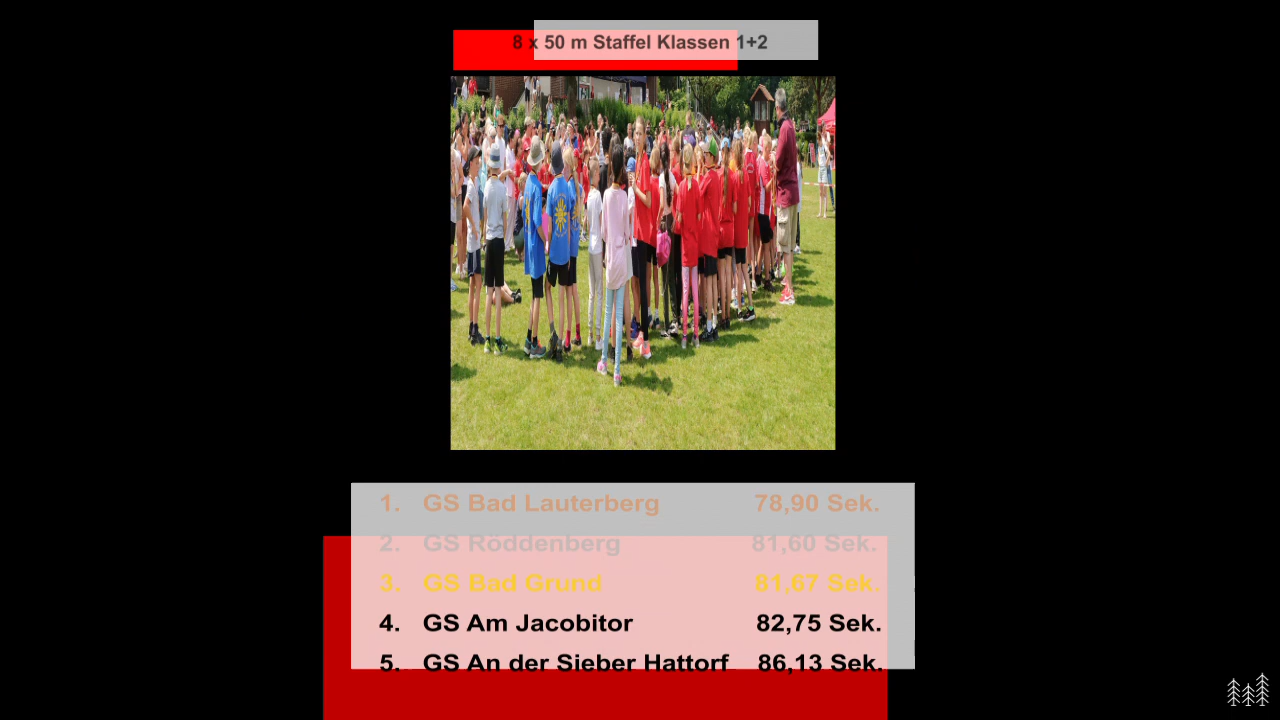 8 x 50 m Staffel Klassen 1+2
1. GS Bad Lauterberg 78,90 Sek.
2. GS Röddenberg 81,60 Sek.
3. GS Bad Grund 81,67 Sek.
4. GS Am Jacobitor 82,75 Sek.
5. GS An der Sieber Hattorf 86,13 Sek.